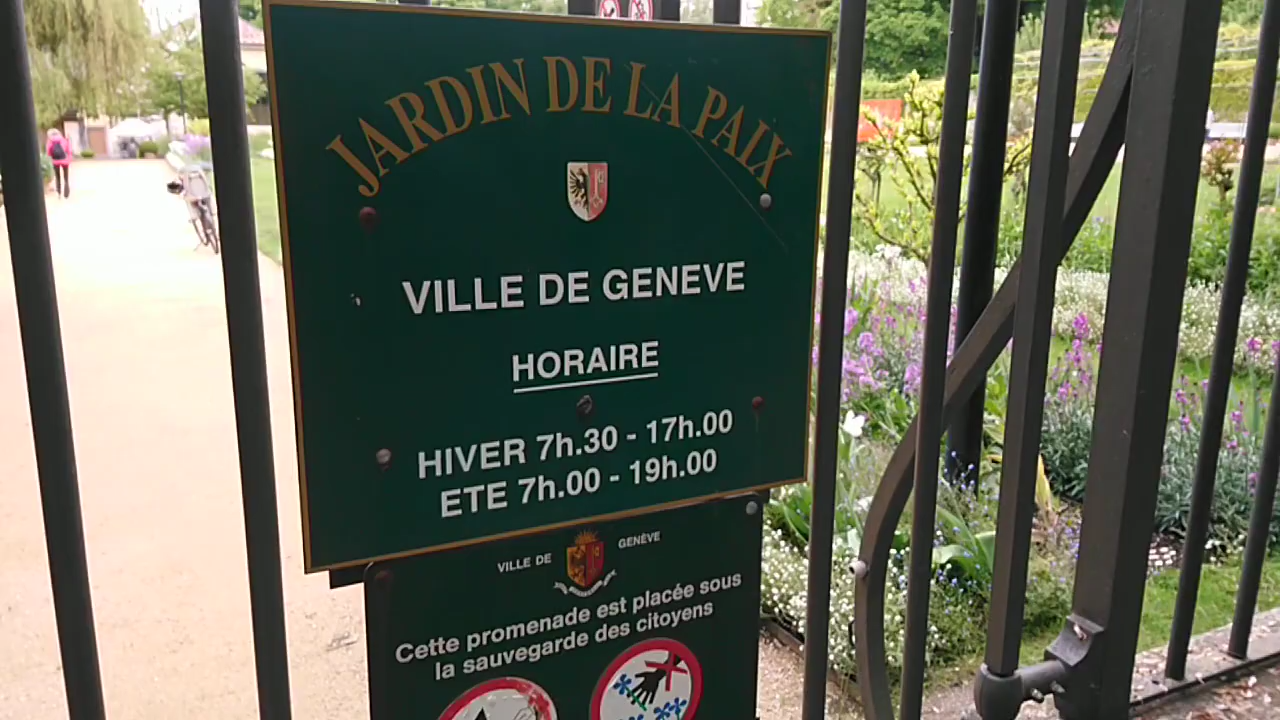 JARDIN DE LA PAIX
VILLE DE GENEVE
HORAIRE
HIVER 7h.30 - 17h.00
ETE 7h.00 - 19h.00
VILLE DE GENÈVE
Cette promenade est placée sous
la sauvegarde des citoyens